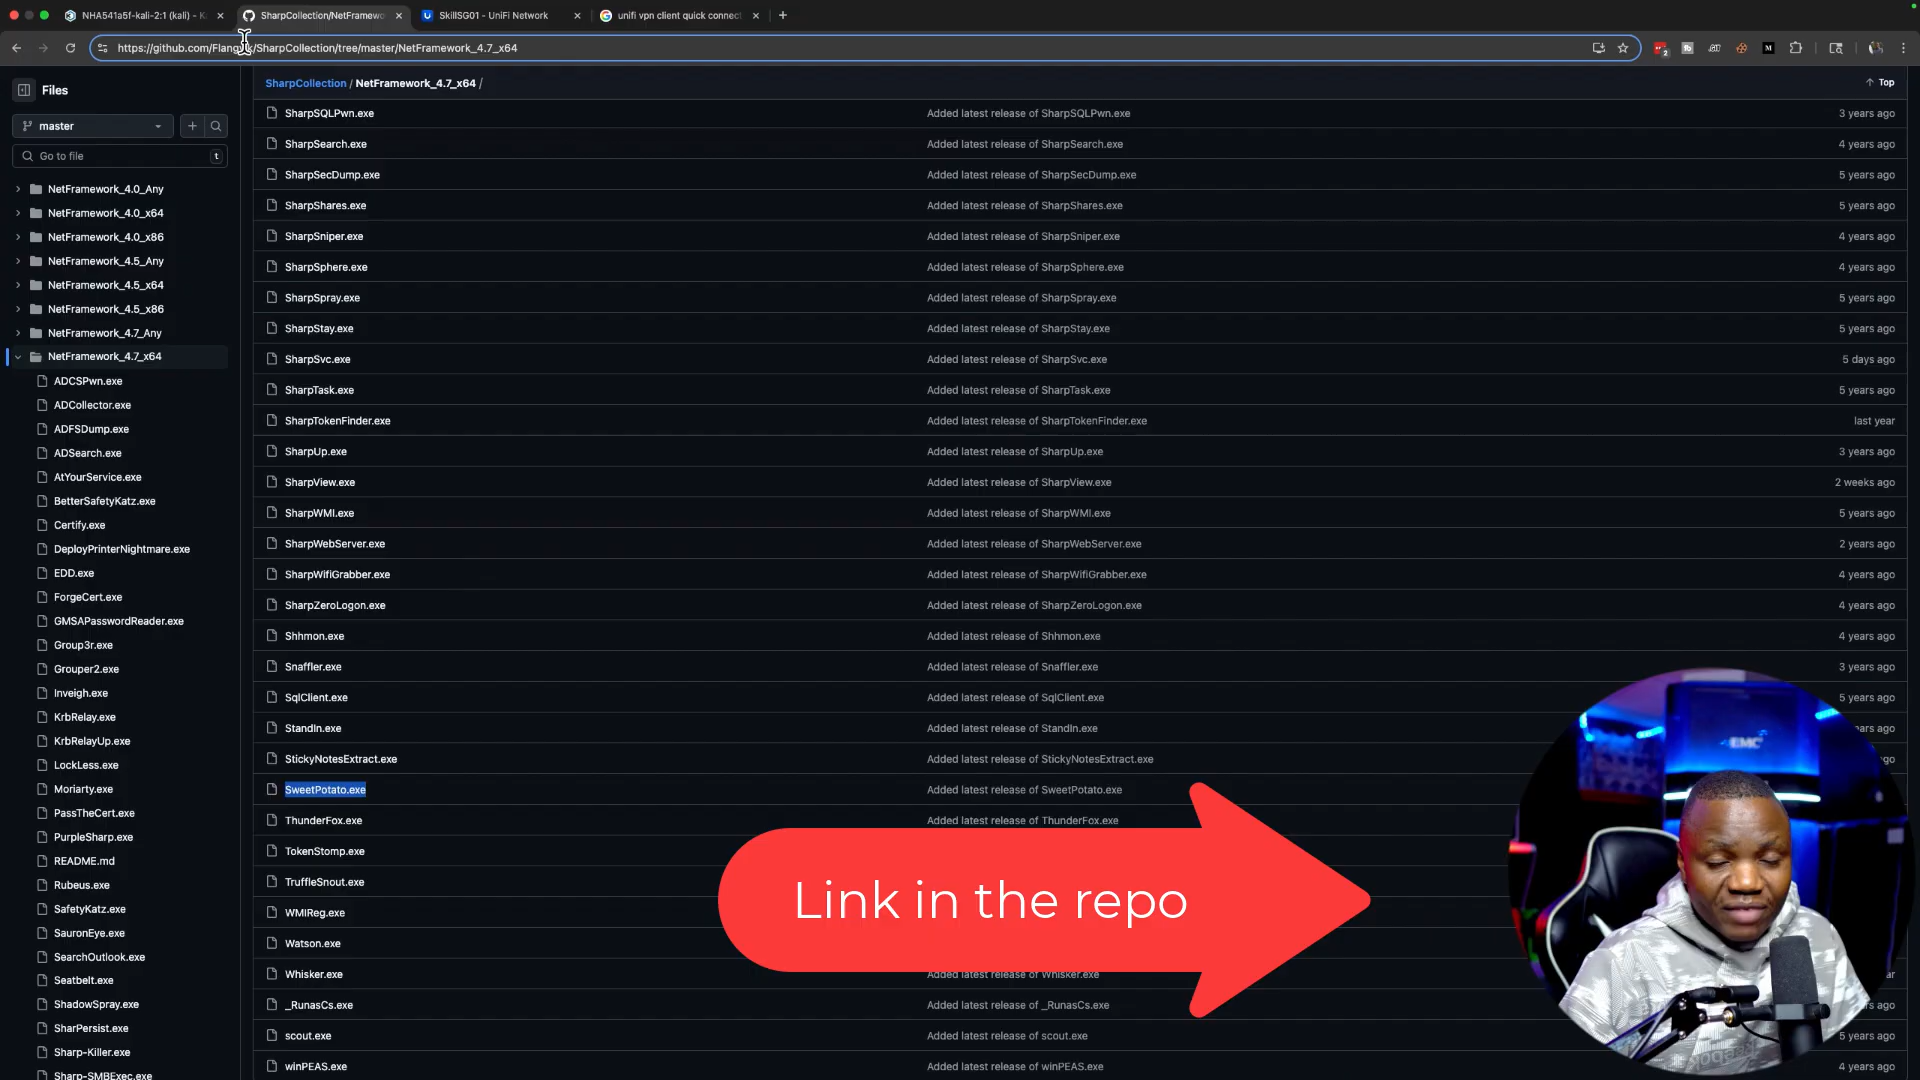 NHA541a5f-kali-2:1 (kali) - K
SharpCollection/NetFramewo
SkillSG01 - UniFi Network
unifi vpn client quick connect
https://github.com/Flangvik/SharpCollection/tree/master/NetFramework_4.7_x64
Files
SharpCollection / NetFramework_4.7_x64 /
Top
master
Go to file
t
NetFramework_4.0_Any
NetFramework_4.0_x64
NetFramework_4.0_x86
NetFramework_4.5_Any
NetFramework_4.5_x64
NetFramework_4.5_x86
NetFramework_4.7_Any
NetFramework_4.7_x64
ADCSPwn.exe
ADCollector.exe
ADFSDump.exe
ADSearch.exe
AtYourService.exe
BetterSafetyKatz.exe
Certify.exe
DeployPrinterNightmare.exe
EDD.exe
ForgeCert.exe
GMSAPasswordReader.exe
Group3r.exe
Grouper2.exe
Inveigh.exe
KrbRelay.exe
KrbRelayUp.exe
LockLess.exe
Moriarty.exe
PassTheCert.exe
PurpleSharp.exe
README.md
Rubeus.exe
SafetyKatz.exe
SauronEye.exe
SearchOutlook.exe
Seatbelt.exe
ShadowSpray.exe
SharPersist.exe
Sharp-Killer.exe
Sharp-SMBExec.exe
SharpSQLPwn.exe Added latest release of SharpSQLPwn.exe 3 years ago
SharpSearch.exe Added latest release of SharpSearch.exe 4 years ago
SharpSecDump.exe Added latest release of SharpSecDump.exe 5 years ago
SharpShares.exe Added latest release of SharpShares.exe 5 years ago
SharpSniper.exe Added latest release of SharpSniper.exe 4 years ago
SharpSphere.exe Added latest release of SharpSphere.exe 4 years ago
SharpSpray.exe Added latest release of SharpSpray.exe 5 years ago
SharpStay.exe Added latest release of SharpStay.exe 5 years ago
SharpSvc.exe Added latest release of SharpSvc.exe 5 days ago
SharpTask.exe Added latest release of SharpTask.exe 5 years ago
SharpTokenFinder.exe Added latest release of SharpTokenFinder.exe last year
SharpUp.exe Added latest release of SharpUp.exe 3 years ago
SharpView.exe Added latest release of SharpView.exe 2 weeks ago
SharpWMI.exe Added latest release of SharpWMI.exe 5 years ago
SharpWebServer.exe Added latest release of SharpWebServer.exe 2 years ago
SharpWifiGrabber.exe Added latest release of SharpWifiGrabber.exe 4 years ago
SharpZeroLogon.exe Added latest release of SharpZeroLogon.exe 4 years ago
Shhmon.exe Added latest release of Shhmon.exe 4 years ago
Snaffler.exe Added latest release of Snaffler.exe 3 years ago
SqlClient.exe Added latest release of SqlClient.exe 5 years ago
StandIn.exe Added latest release of StandIn.exe ars ago
StickyNotesExtract.exe Added latest release of StickyNotesExtract.exe go
SweetPotato.exe Added latest release of SweetPotato.exe
ThunderFox.exe Added latest release of ThunderFox.exe
TokenStomp.exe
TruffleSnout.exe
WMIReg.exe
Watson.exe
Whisker.exe Added latest release of Whisker.exe ar
_RunasCs.exe Added latest release of _RunasCs.exe rs ago
scout.exe Added latest release of scout.exe 5 years ago
winPEAS.exe Added latest release of winPEAS.exe 4 years ago
Link in the repo
EMC